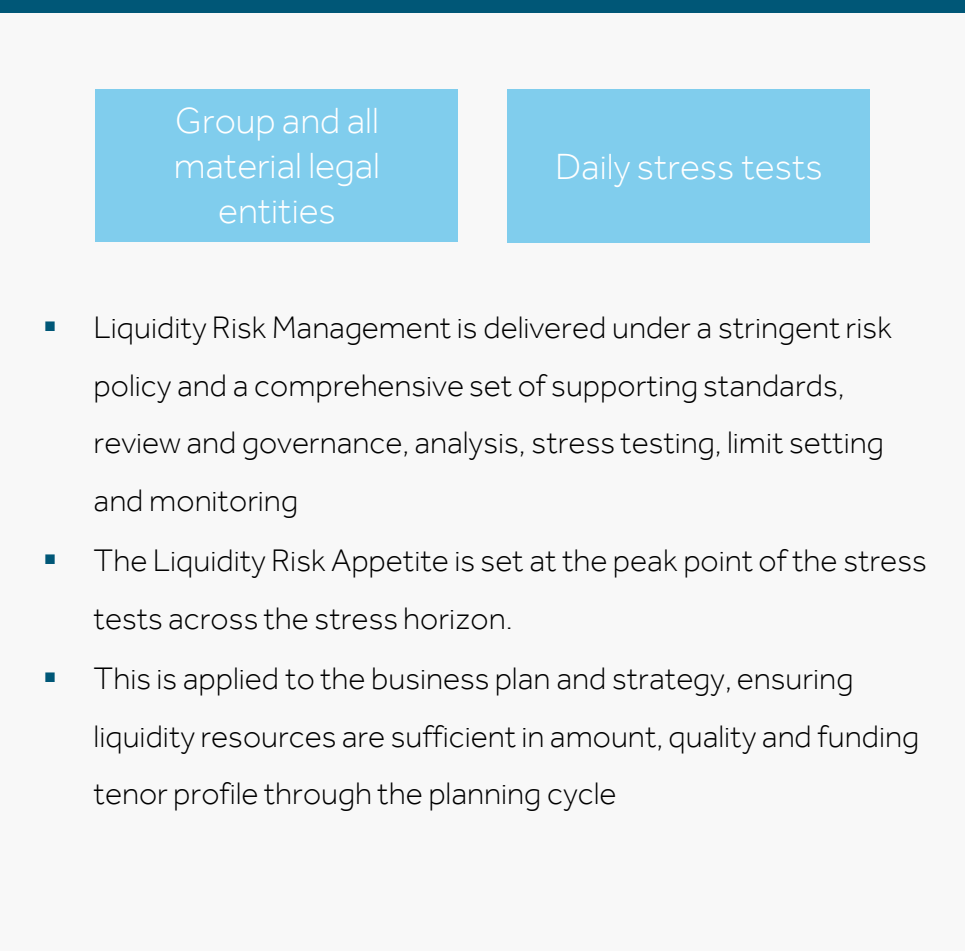 Group and all
material legal
entities
Daily stress tests
▪ Liquidity Risk Management is delivered under a stringent risk
policy and a comprehensive set of supporting standards,
review and governance, analysis, stress testing, limit setting
and monitoring
▪ The Liquidity Risk Appetite is set at the peak point of the stress
tests across the stress horizon.
▪ This is applied to the business plan and strategy, ensuring
liquidity resources are sufficient in amount, quality and funding
tenor profile through the planning cycle